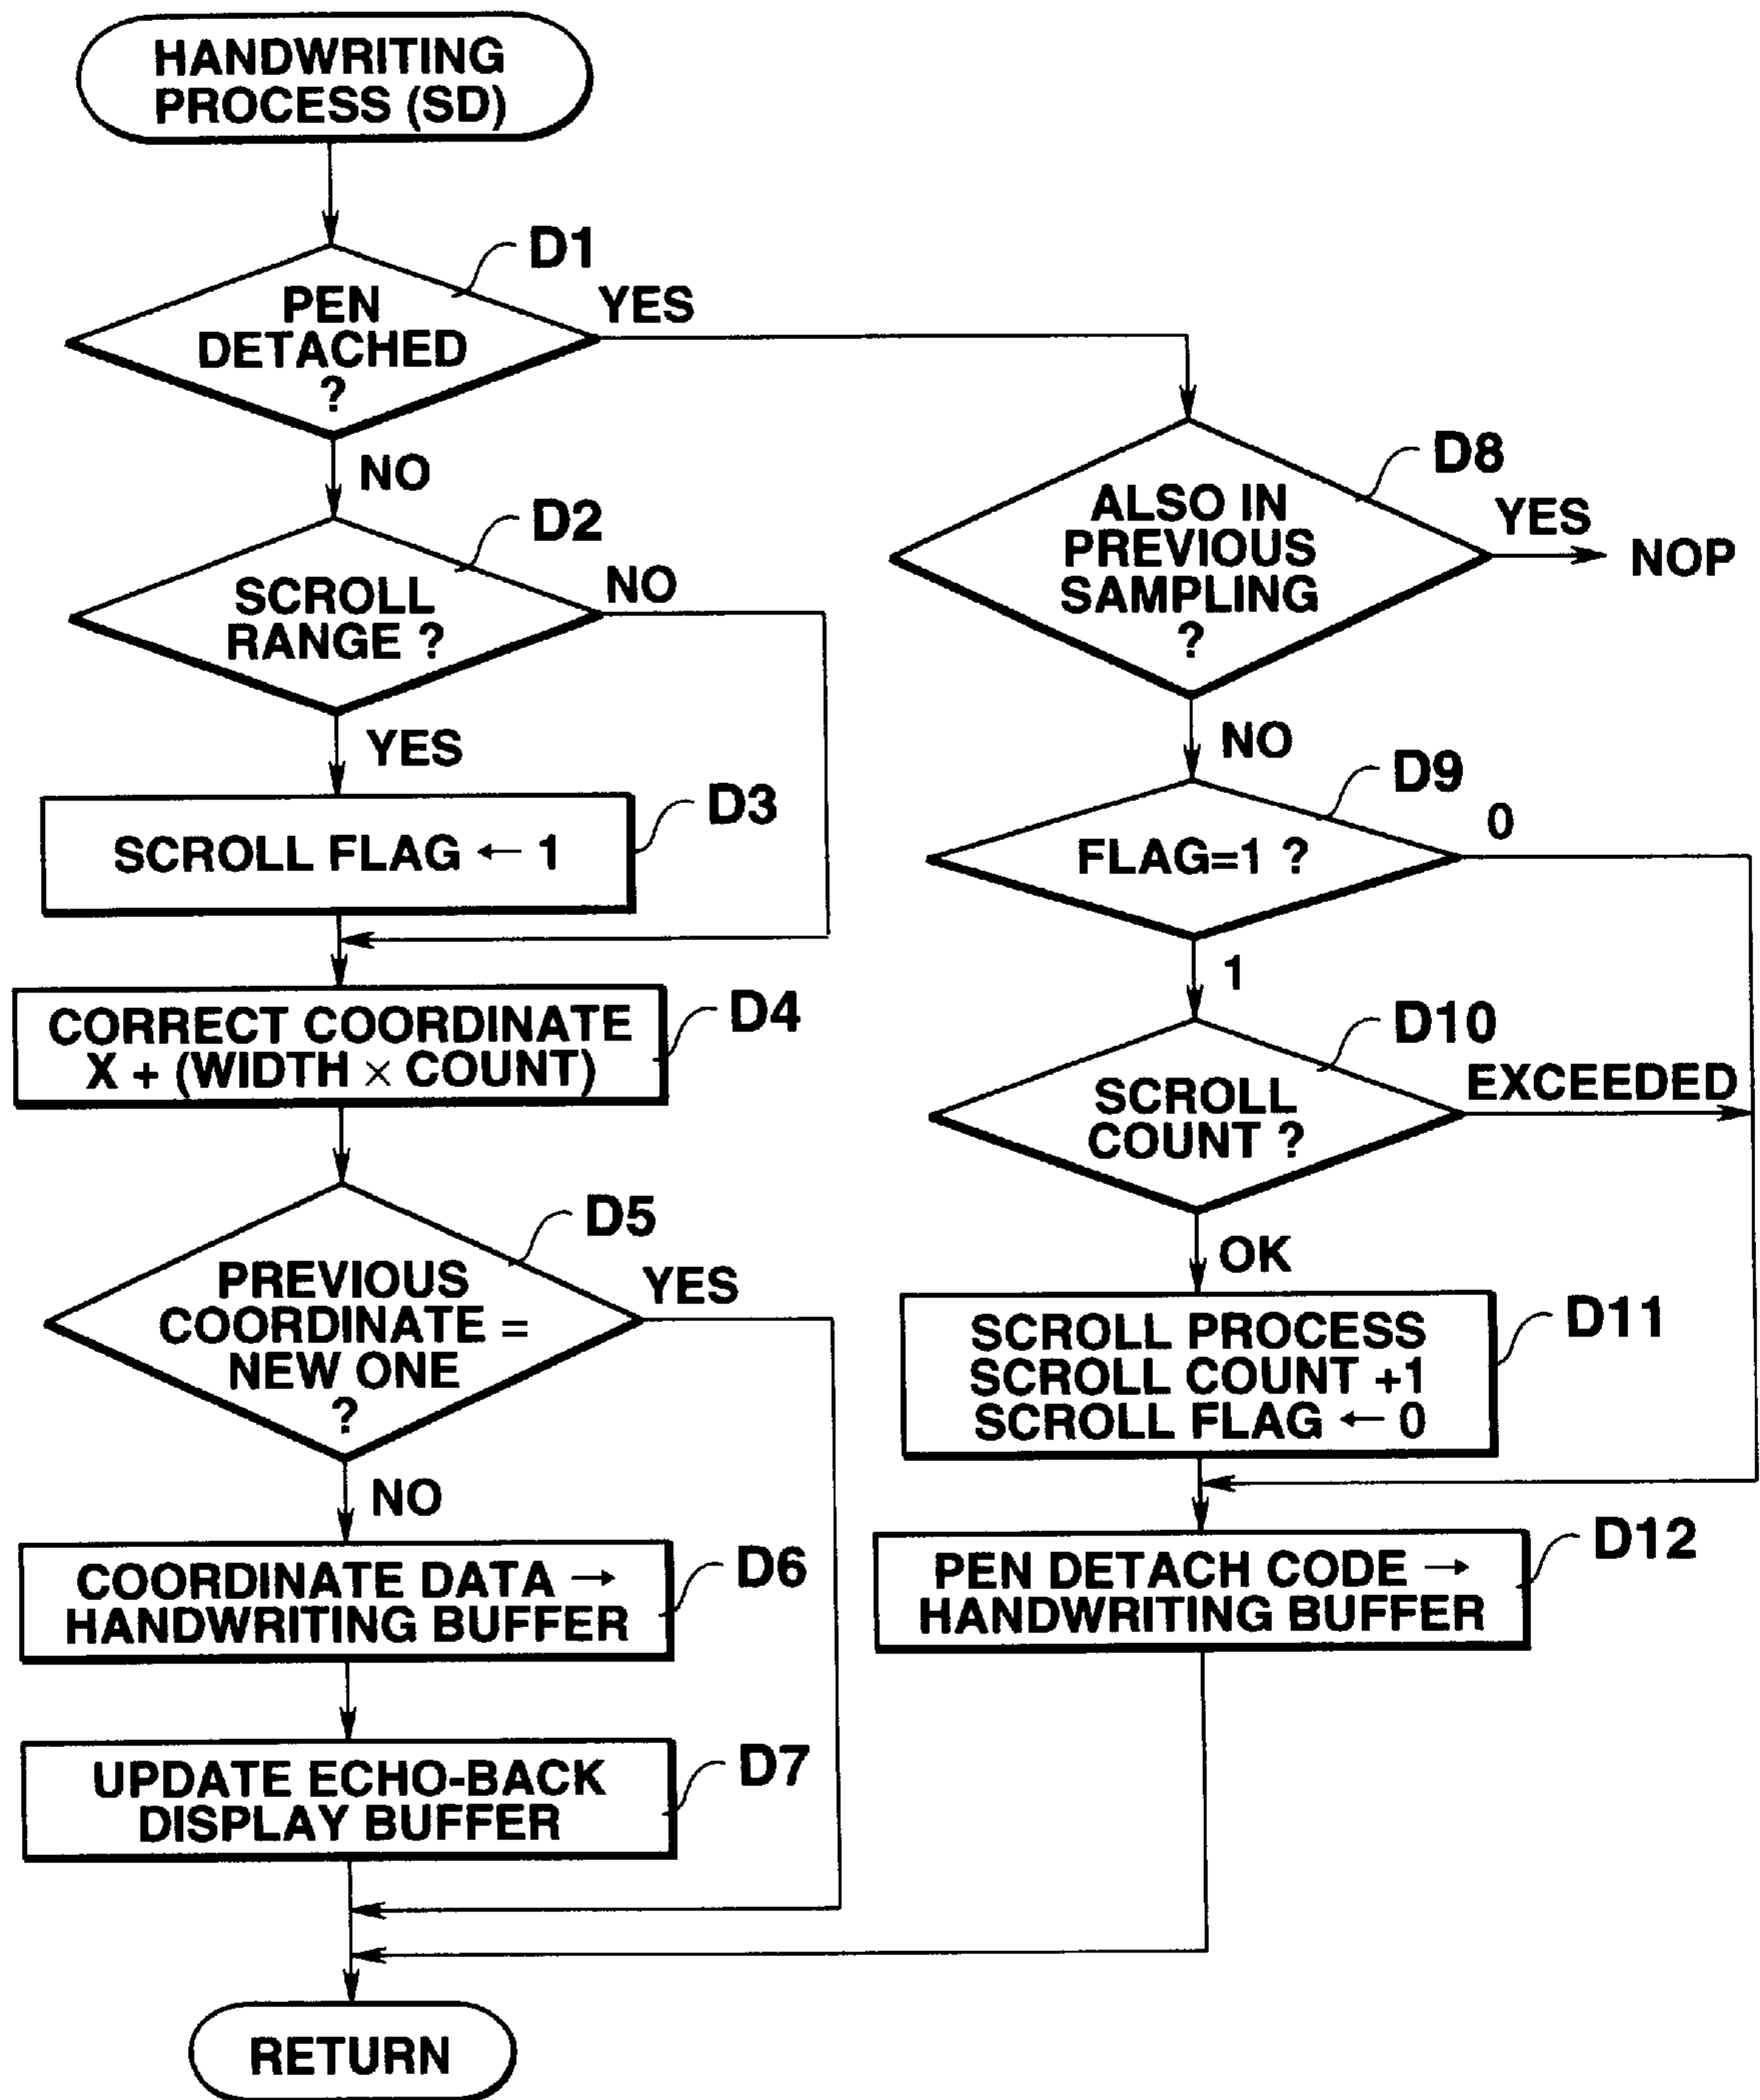 HANDWRITING
PROCESS (SD)
D1
PEN
DETACHED
?
YES
NO
D2
SCROLL
RANGE ?
NO
YES
D3
SCROLL FLAG ← 1
D4
CORRECT COORDINATE
X + (WIDTH × COUNT)
D5
PREVIOUS
COORDINATE =
NEW ONE
?
YES
NO
D6
COORDINATE DATA →
HANDWRITING BUFFER
D7
UPDATE ECHO-BACK
DISPLAY BUFFER
RETURN
D8
ALSO IN
PREVIOUS
SAMPLING
?
YES
NOP
NO
D9
FLAG=1 ?
0
1
D10
SCROLL
COUNT ?
EXCEEDED
OK
D11
SCROLL PROCESS
SCROLL COUNT +1
SCROLL FLAG ← 0
D12
PEN DETACH CODE →
HANDWRITING BUFFER